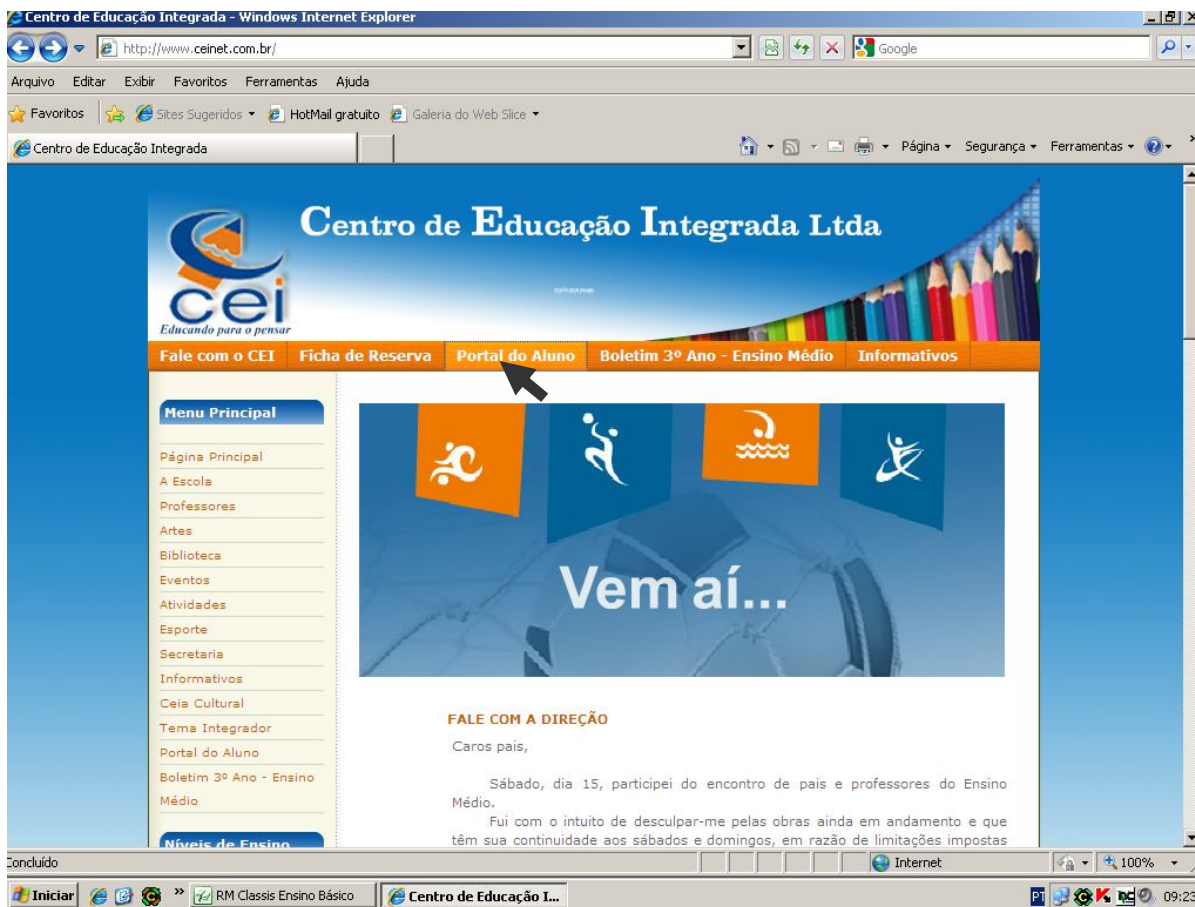 Centro de Educação Integrada - Windows Internet Explorer
http://www.ceinet.com.br/
Google
Arquivo Editar Exibir Favoritos Ferramentas Ajuda
Favoritos Sites Sugeridos HotMail gratuito Galeria do Web Slice
Centro de Educação Integrada Página Segurança Ferramentas
Centro de Educação Integrada Ltda
cei
Educando para o pensar
Fale com o CEI Ficha de Reserva Portal do Aluno Boletim 3º Ano - Ensino Médio Informativos
Menu Principal
Página Principal
A Escola
Professores
Artes
Biblioteca
Eventos
Atividades
Esporte
Secretaria
Informativos
Ceia Cultural
Tema Integrador
Portal do Aluno
Boletim 3º Ano - Ensino
Médio
Níveis de Ensino
Vem aí...
FALE COM A DIREÇÃO
Caros pais,
Sábado, dia 15, participei do encontro de pais e professores do Ensino
Médio.
Fui com o intuito de desculpar-me pelas obras ainda em andamento e que
têm sua continuidade aos sábados e domingos, em razão de limitações impostas
Concluído Internet 100%
Iniciar RM Classis Ensino Básico Centro de Educação I... PT 09:23